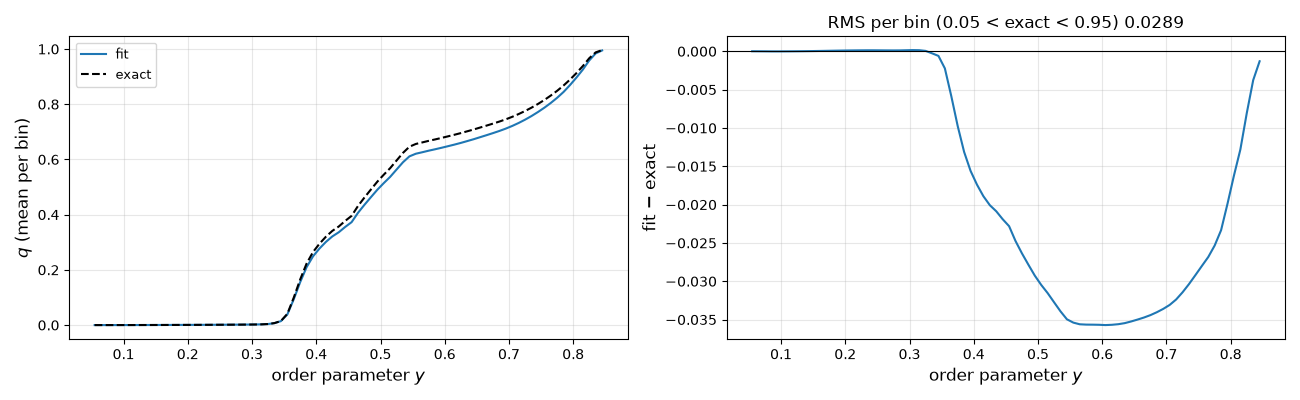 fit
exact
q (mean per bin)
1.0
0.8
0.6
0.4
0.2
0.0
0.1 0.2 0.3 0.4 0.5 0.6 0.7 0.8
order parameter y
RMS per bin (0.05 < exact < 0.95) 0.0289
fit − exact
0.000
−0.005
−0.010
−0.015
−0.020
−0.025
−0.030
−0.035
0.1 0.2 0.3 0.4 0.5 0.6 0.7 0.8
order parameter y